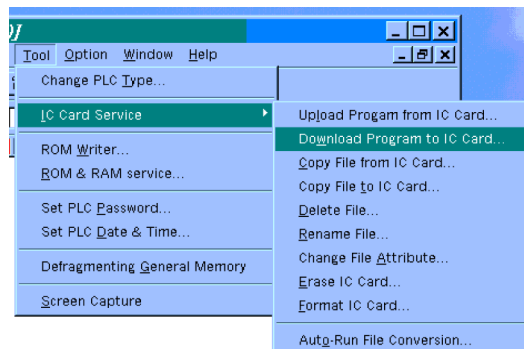 Tool Option Window Help
Change PLC Type...
IC Card Service
ROM Writer...
ROM & RAM service...
Set PLC Password...
Set PLC Date & Time...
Defragmenting General Memory
Screen Capture
Upload Progam from IC Card...
Download Program to IC Card...
Copy File from IC Card...
Copy File to IC Card...
Delete File...
Rename File...
Change File Attribute...
Erase IC Card...
Format IC Card...
Auto-Run File Conversion...